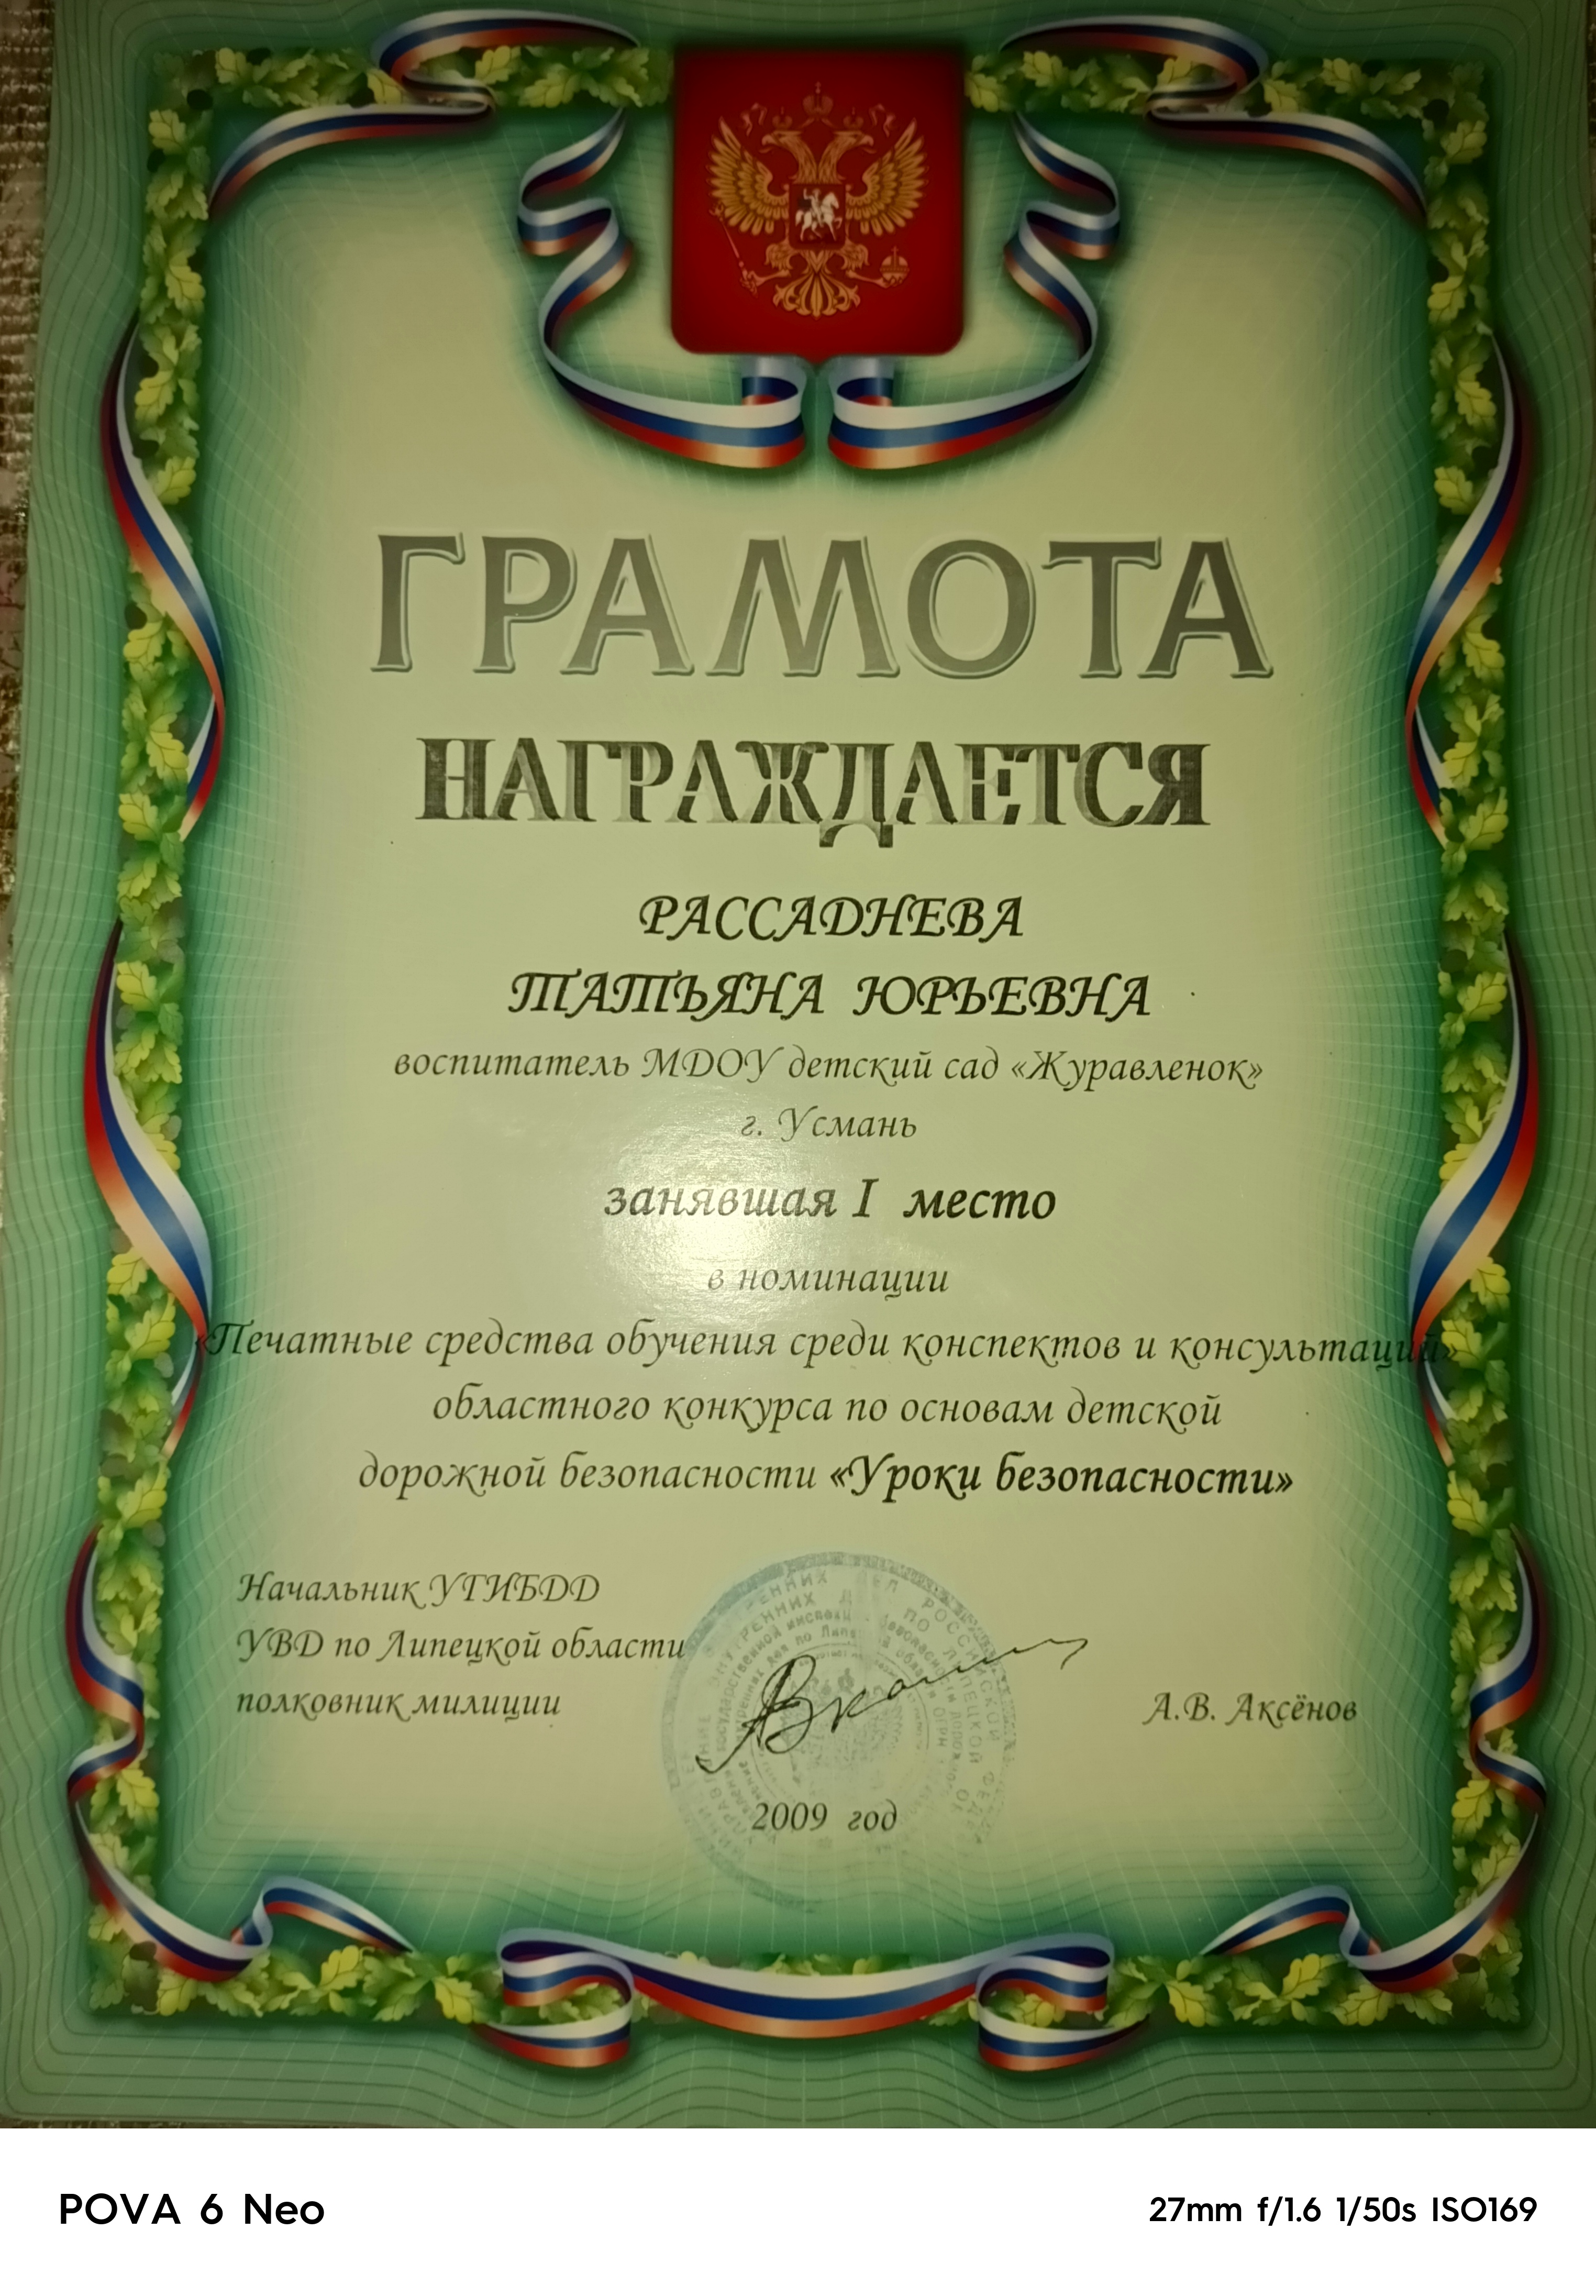 ГРАМОТА
НАГРАЖДАЕТСЯ
РАССАДНЕВА
ТАТЬЯНА ЮРЬЕВНА
воспитатель МДОУ детский сад «Журавленок»
г. Усмань
занявшая I место
в номинации
«Печатные средства обучения среди конспектов и консультаций»
областного конкурса по основам детской
дорожной безопасности «Уроки безопасности»
Начальник УГИБДД
УВД по Липецкой области
полковник милиции
А.В. Аксёнов
2009 год
POVA 6 Neo
27mm f/1.6 1/50s ISO169